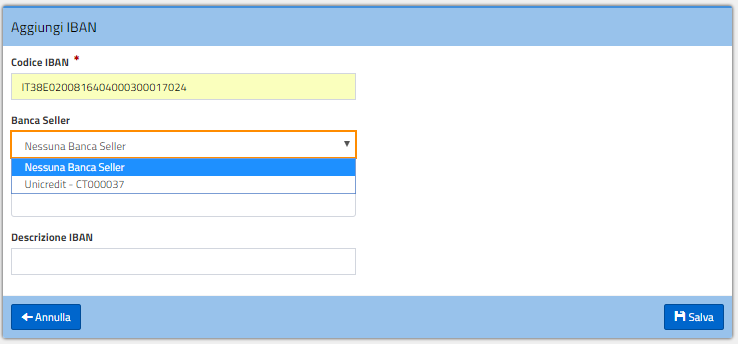 Aggiungi IBAN
Codice IBAN *
IT38E0200816404000300017024
Banca Seller
Nessuna Banca Seller
Nessuna Banca Seller
Unicredit - CT000037
Descrizione IBAN
Annulla
Salva